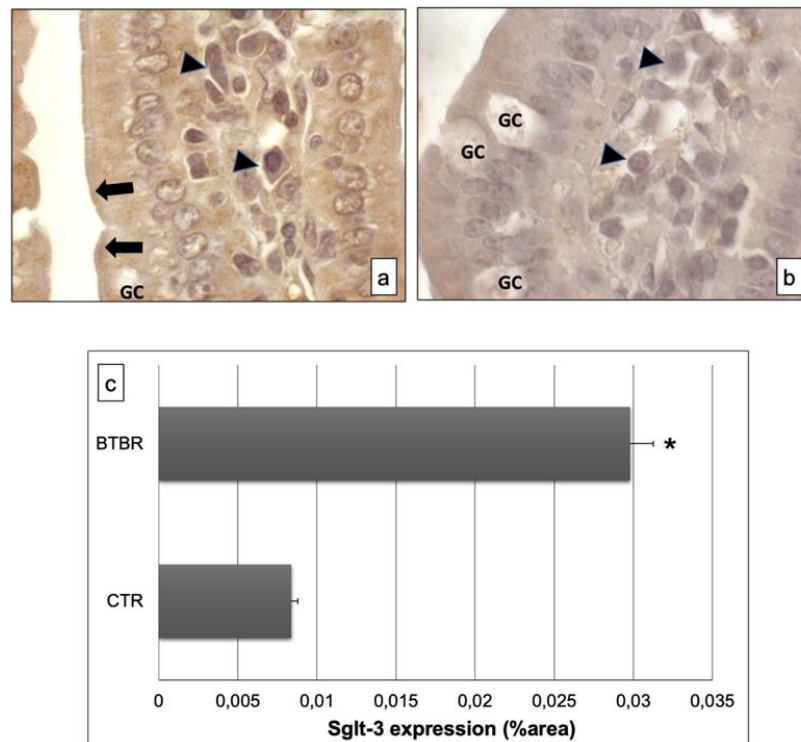 GC
a
GC
GC
GC
b
c
BTBR
*
CTR
0 0,005 0,01 0,015 0,02 0,025 0,03 0,035
Sglt-3 expression (%area)